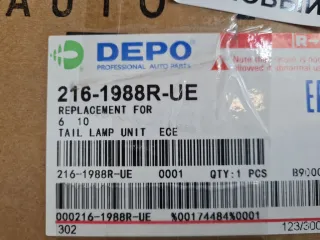 AUTO
DEPO
PROFESSIONAL AUTO PARTS
216-1988R-UE
REPLACEMENT FOR
6 10
TAIL LAMP UNIT ECE
216-1988R-UE 0001 QTY:1 PCS
000216-1988R-UE %00174484%0001
302